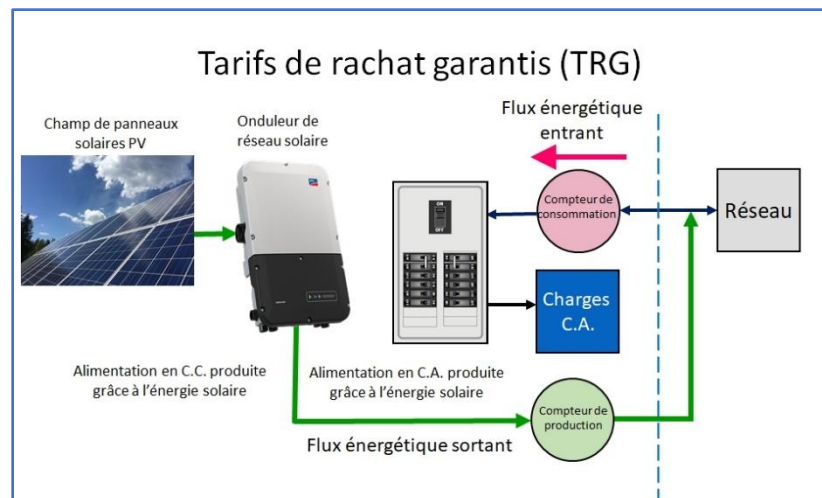 Tarifs de rachat garantis (TRG)
Champ de panneaux
solaires PV
Onduleur de
réseau solaire
Flux énergétique
entrant
Compteur de
consommation
Réseau
ON
OFF
Charges
C.A.
Alimentation en C.C. produite
grâce à l'énergie solaire
Alimentation en C.A. produite
grâce à l'énergie solaire
Compteur de
production
Flux énergétique sortant